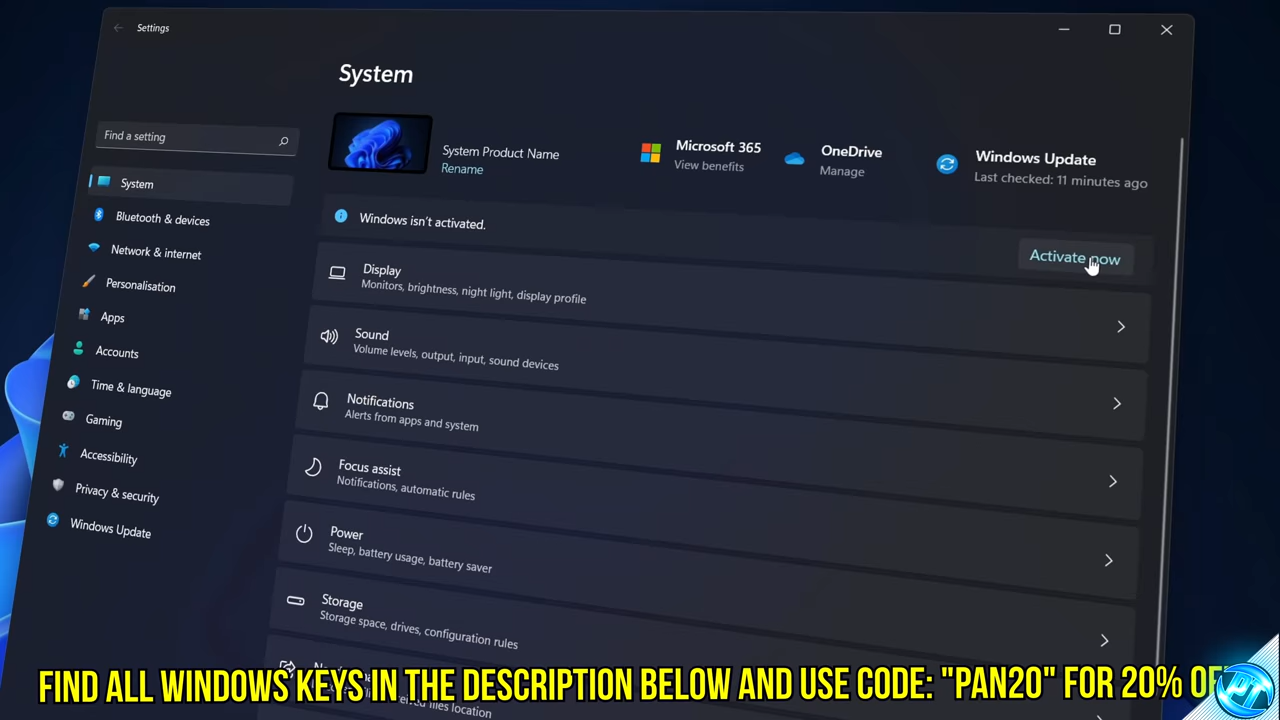 Settings
System
Find a setting
System Product Name
Rename
Microsoft 365
View benefits
OneDrive
Manage
Windows Update
Last checked: 11 minutes ago
System
Bluetooth & devices
Network & internet
Personalisation
Apps
Accounts
Time & language
Gaming
Accessibility
Privacy & security
Windows Update
Windows isn't activated.
Activate now
Display
Monitors, brightness, night light, display profile
Sound
Volume levels, output, input, sound devices
Notifications
Alerts from apps and system
Focus assist
Notifications, automatic rules
Power
Sleep, battery usage, battery saver
Storage
Storage space, drives, configuration rules
files location
FIND ALL WINDOWS KEYS IN THE DESCRIPTION BELOW AND USE CODE: "PAN20" FOR 20%